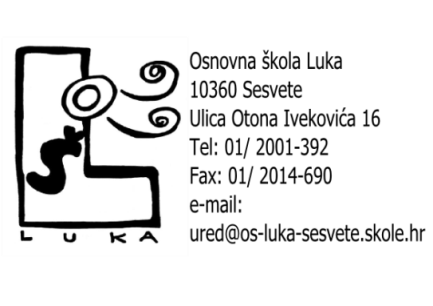 OŠ
LUKA
Osnovna škola Luka
10360 Sesvete
Ulica Otona Ivekovića 16
Tel: 01/ 2001-392
Fax: 01/ 2014-690
e-mail:
ured@os-luka-sesvete.skole.hr